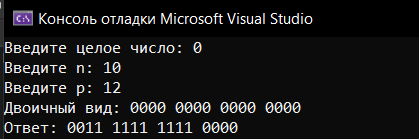 C:\ Консоль отладки Microsoft Visual Studio
Введите целое число: 0
Введите n: 10
Введите p: 12
Двоичный вид: 0000 0000 0000 0000
Ответ: 0011 1111 1111 0000